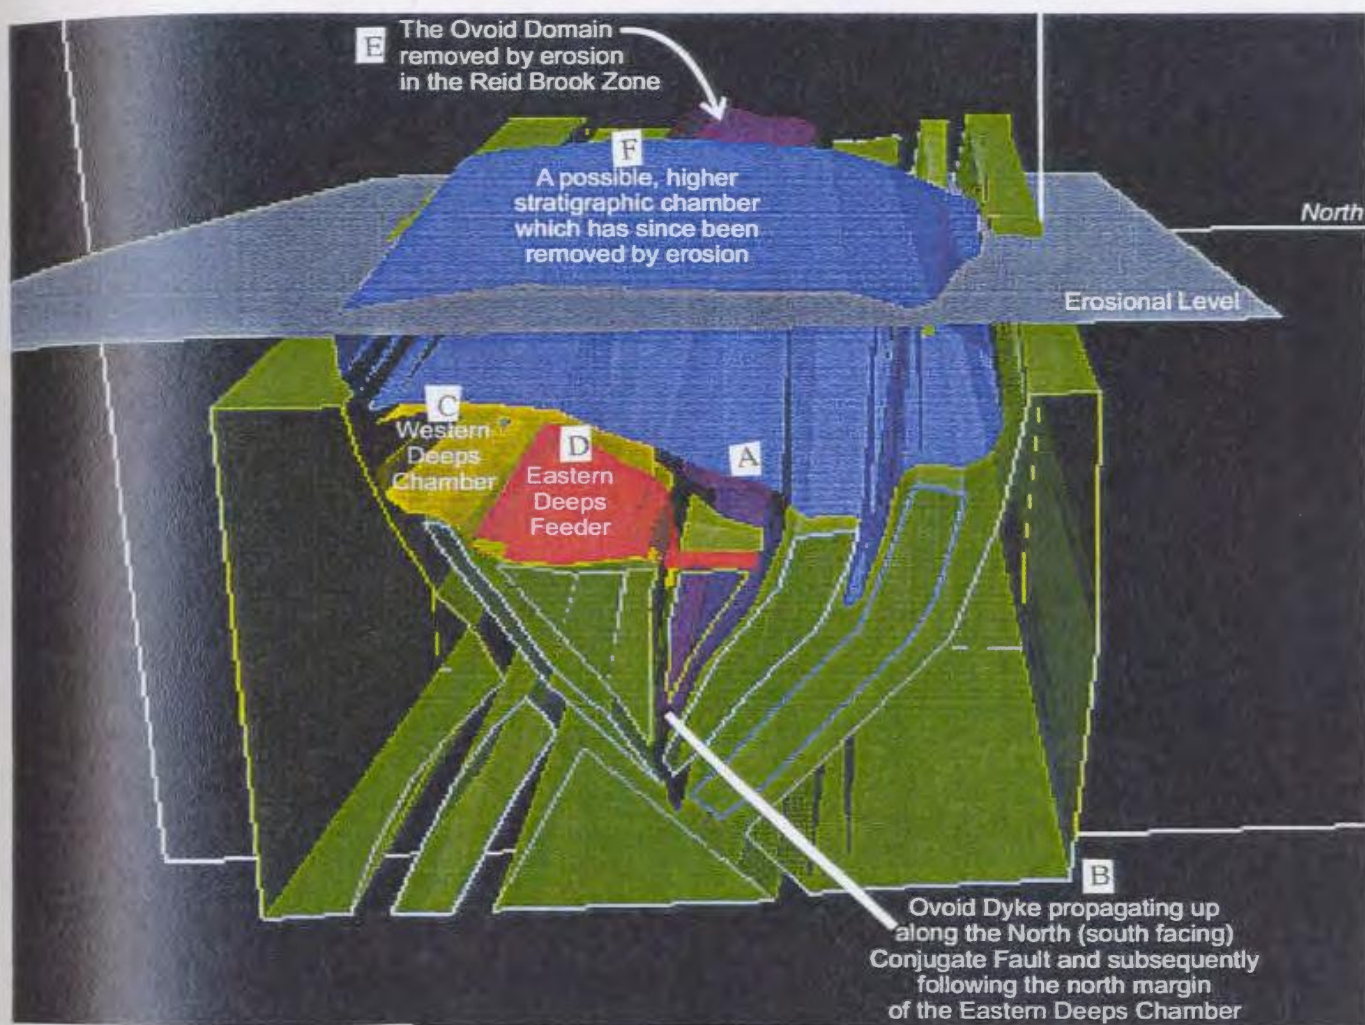 E The Ovoid Domain
removed by erosion
in the Reid Brook Zone
F
A possible, higher
stratigraphic chamber
which has since been
removed by erosion
North
Erosional Level
C
Western
Deeps
Chamber
D
Eastern
Deeps
Feeder
A
B
Ovoid Dyke propagating up
along the North (south facing)
Conjugate Fault and subsequently
following the north margin
of the Eastern Deeps Chamber